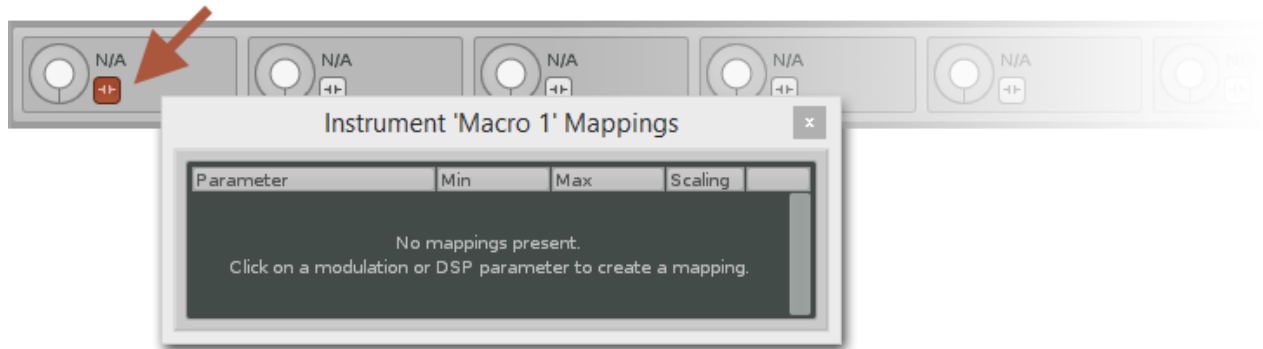 N/A N/A N/A N/A N/A
Instrument 'Macro 1' Mappings x
Parameter Min Max Scaling
No mappings present.
Click on a modulation or DSP parameter to create a mapping.